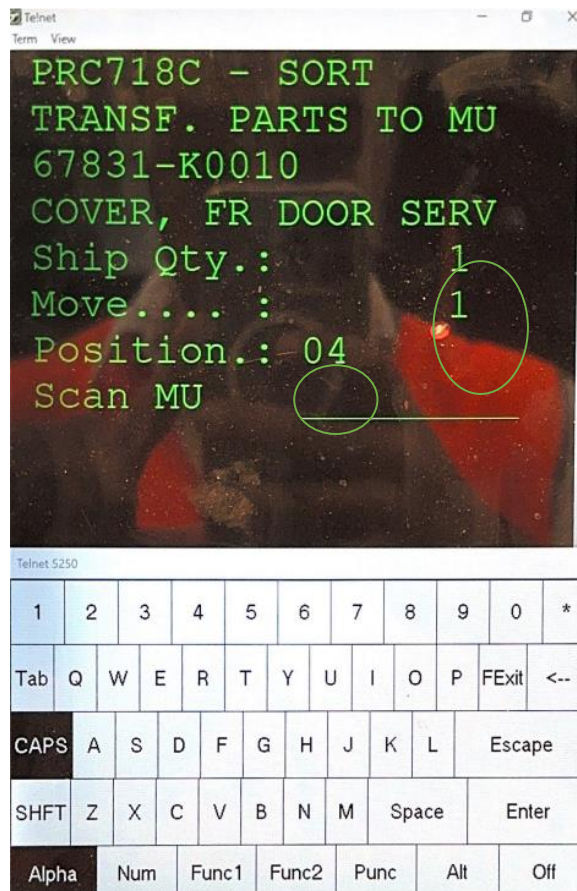 Telnet
Term View
PRC718C - SORT
TRANSF. PARTS TO MU
67831-K0010
COVER, FR DOOR SERV
Ship Qty.: 1
Move.... : 1
Position.: 04
Scan MU
Telnet 5250
1 2 3 4 5 6 7 8 9 0 *
Tab Q W E R T Y U I O P FExit <--
CAPS A S D F G H J K L Escape
SHFT Z X C V B N M Space Enter
Alpha Num Func1 Func2 Punc Alt Off